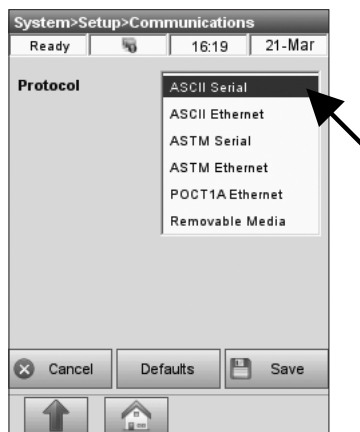 System>Setup>Communications
Ready 16:19 21-Mar
Protocol
ASCII Serial
ASCII Ethernet
ASTM Serial
ASTM Ethernet
POCT1A Ethernet
Removable Media
Cancel Defaults Save